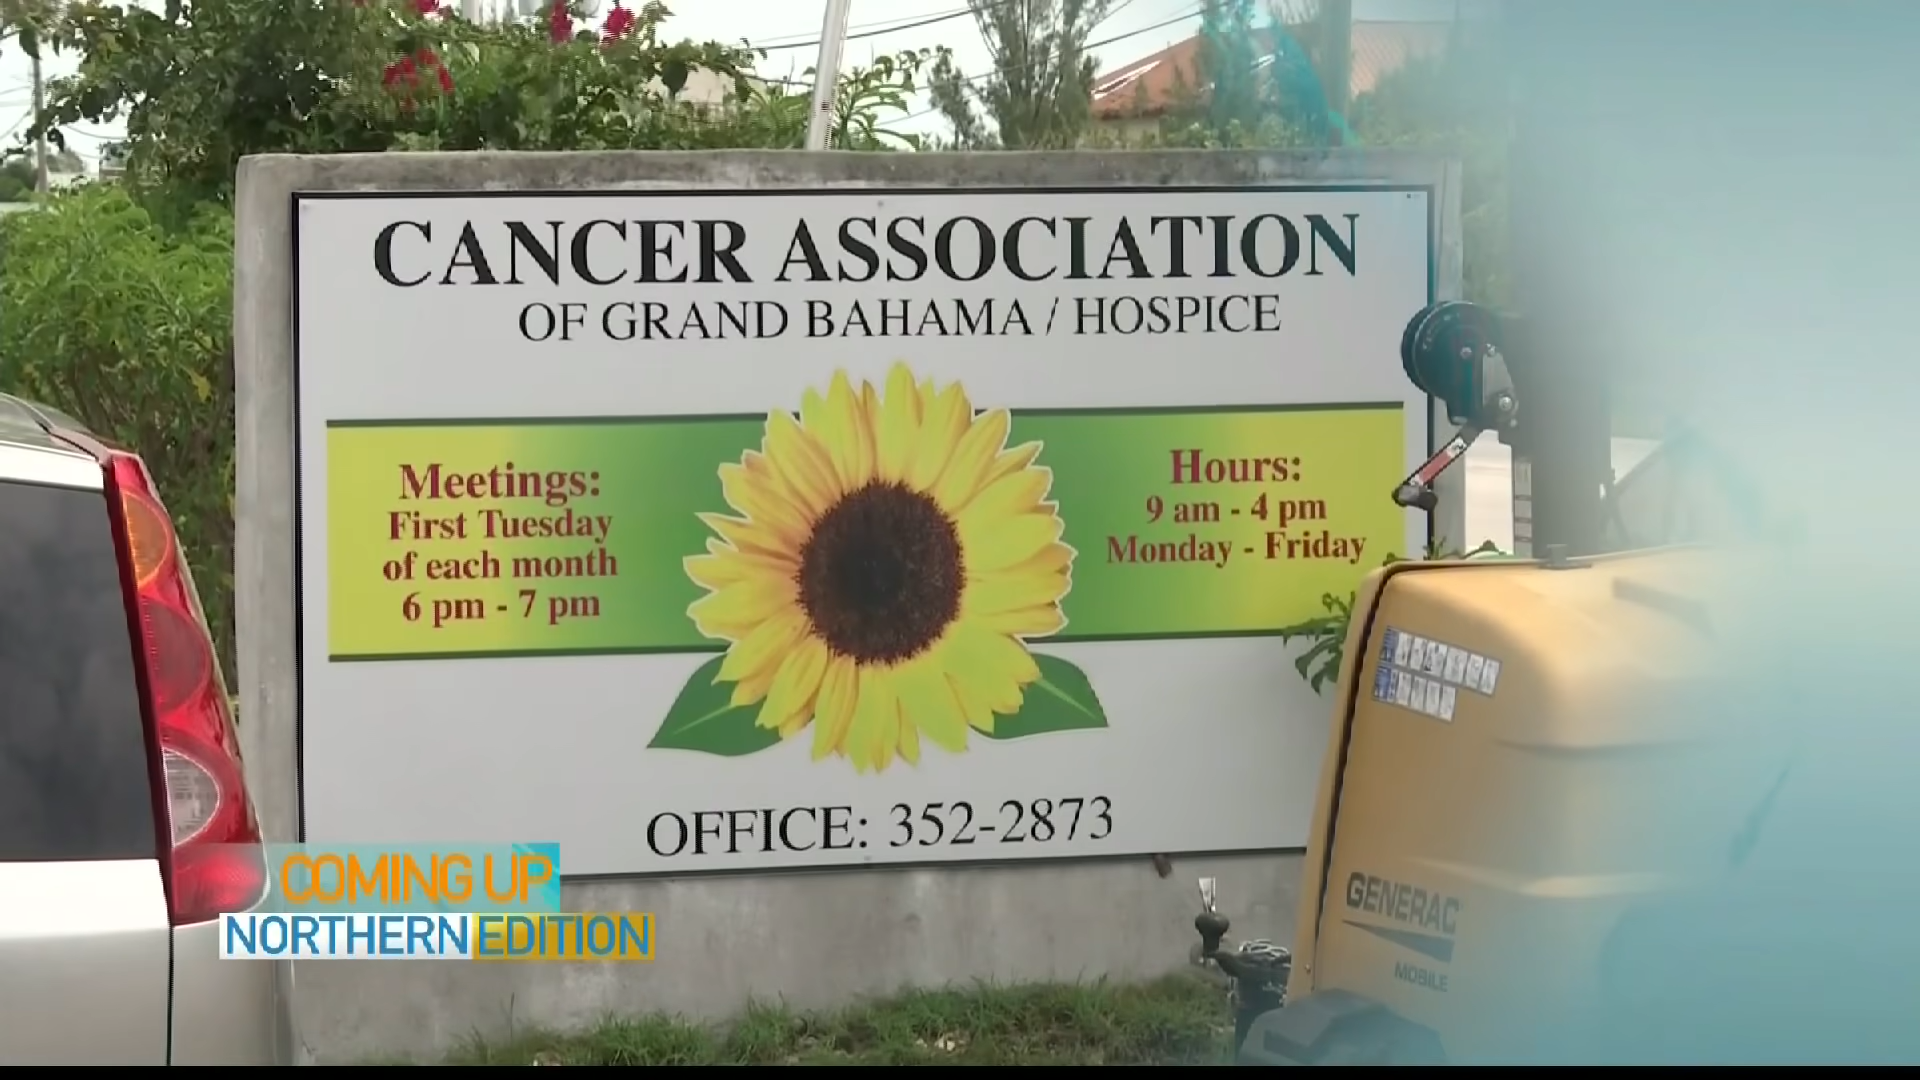 CANCER ASSOCIATION
OF GRAND BAHAMA / HOSPICE
Meetings:
First Tuesday
of each month
6 pm - 7 pm
Hours:
9 am - 4 pm
Monday - Friday
OFFICE: 352-2873
GENERAC
MOBILE
COMING UP
NORTHERN EDITION